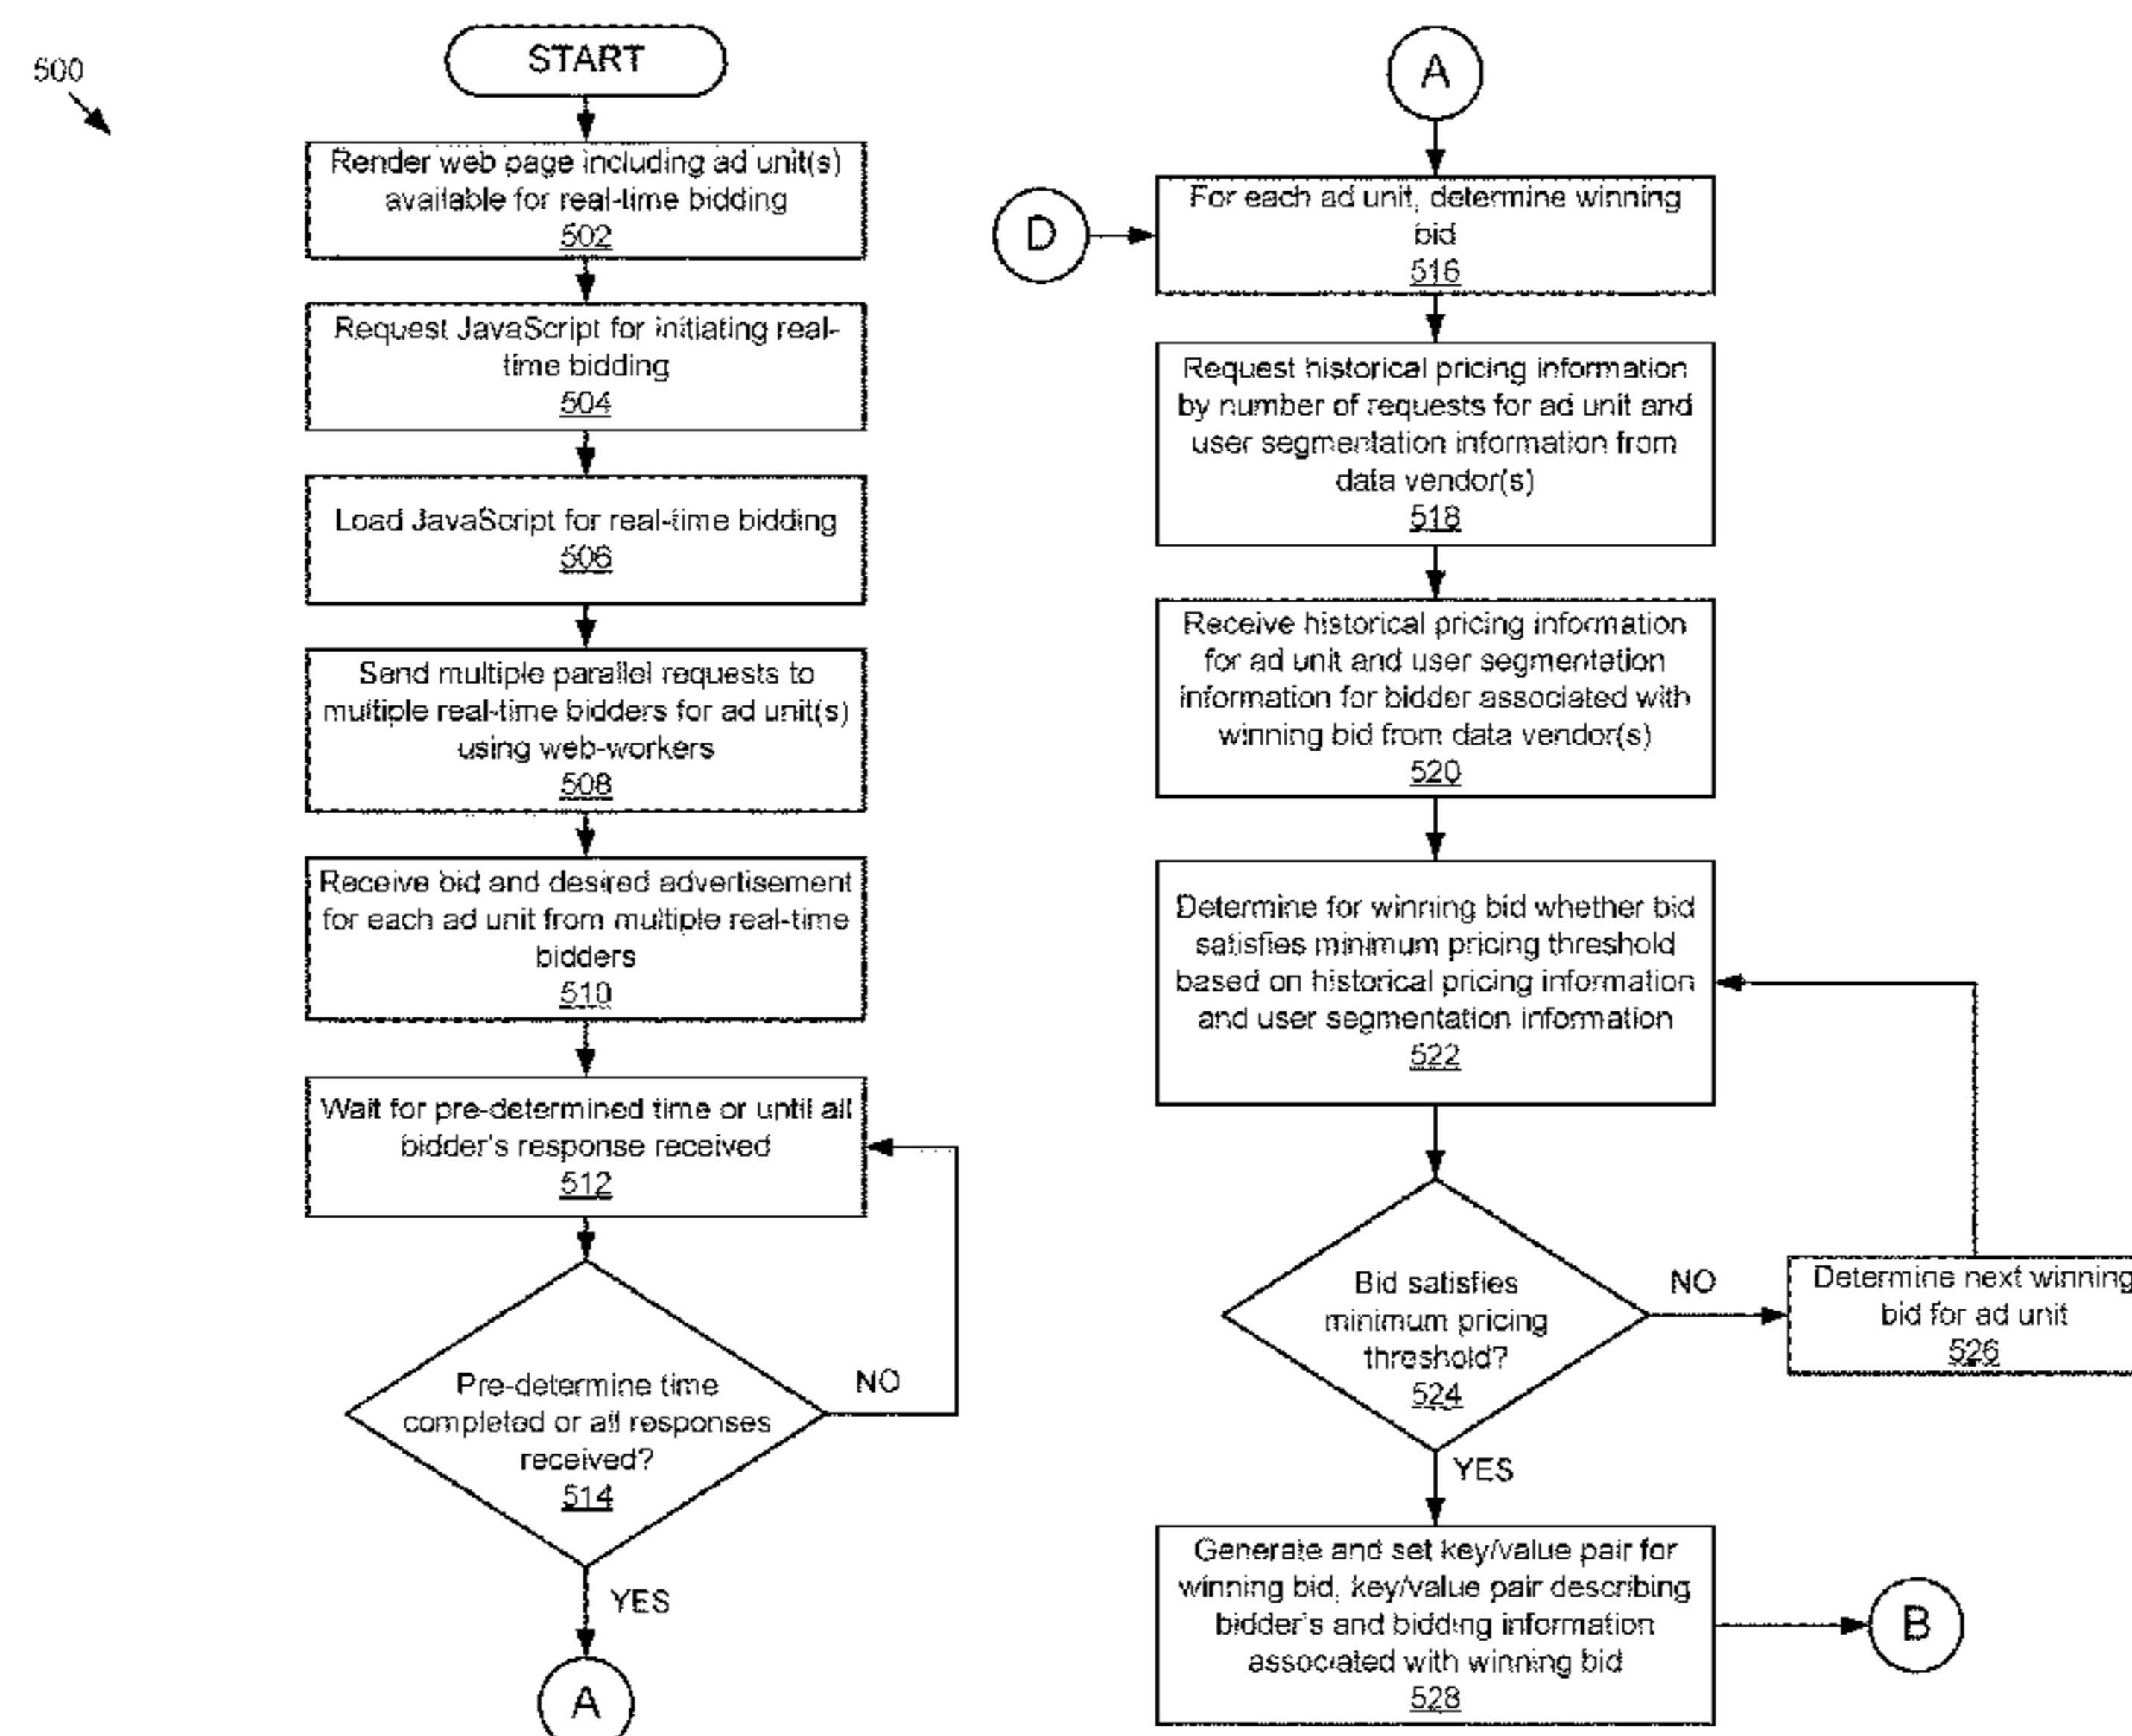 500
START
Render web page including ad unit(s)
available for real-time bidding
502
Request JavaScript for initiating real-
time bidding
504
Load JavaScript for real-time bidding
506
Send multiple parallel requests to
multiple real-time bidders for ad unit(s)
using web-workers
508
Receive bid and desired advertisement
for each ad unit from multiple real-time
bidders
510
Wait for pre-determined time or until all
bidder's response received
512
Pre-determine time
completed or all responses
received?
514
NO
YES
A
A
D
For each ad unit, determine winning
bid
516
Request historical pricing information
by number of requests for ad unit and
user segmentation information from
data vendor(s)
518
Receive historical pricing information
for ad unit and user segmentation
information for bidder associated with
winning bid from data vendor(s)
520
Determine for winning bid whether bid
satisfies minimum pricing threshold
based on historical pricing information
and user segmentation information
522
Bid satisfies
minimum pricing
threshold?
524
NO
Determine next winning
bid for ad unit
526
YES
Generate and set key/value pair for
winning bid, key/value pair describing
bidder's and bidding information
associated with winning bid
528
B